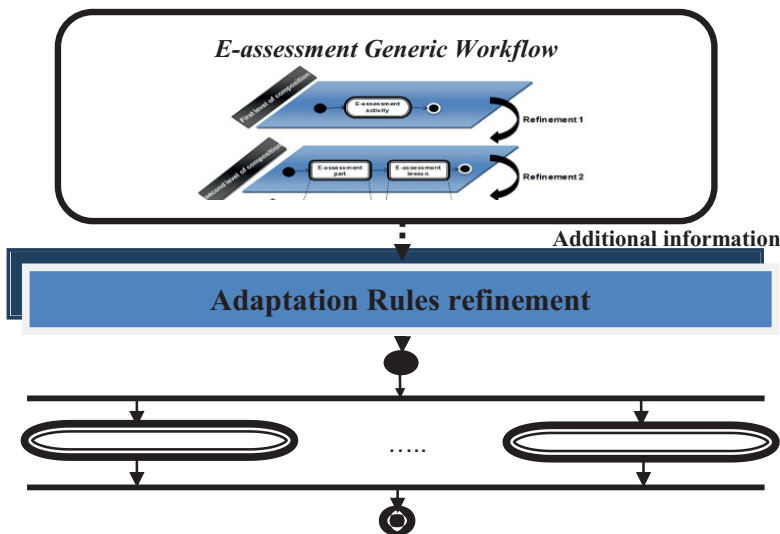 E-assessment Generic Workflow
First level of composition
E-assessment
activity
Refinement 1
second level of composition
E-assessment
part
E-assessment
lesson
Refinement 2
Additional information
Adaptation Rules refinement
.....